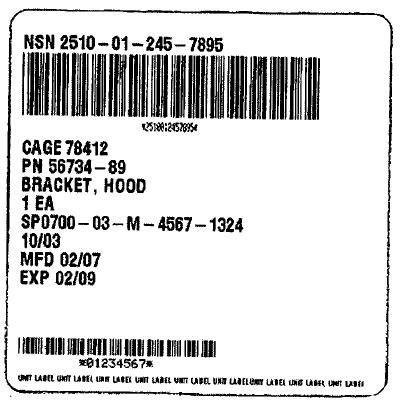 NSN 2510-01-245-7895
*2510012457895*
CAGE 78412
PN 56734-89
BRACKET, HOOD
1 EA
SP0700-03-M-4567-1324
10/03
MFD 02/07
EXP 02/09
*01234567*
UNIT LABEL UNIT LABEL UNIT LABEL UNIT LABEL UNIT LABEL UNIT LABELUNIT LABEL UNIT LABEL UNIT LABEL